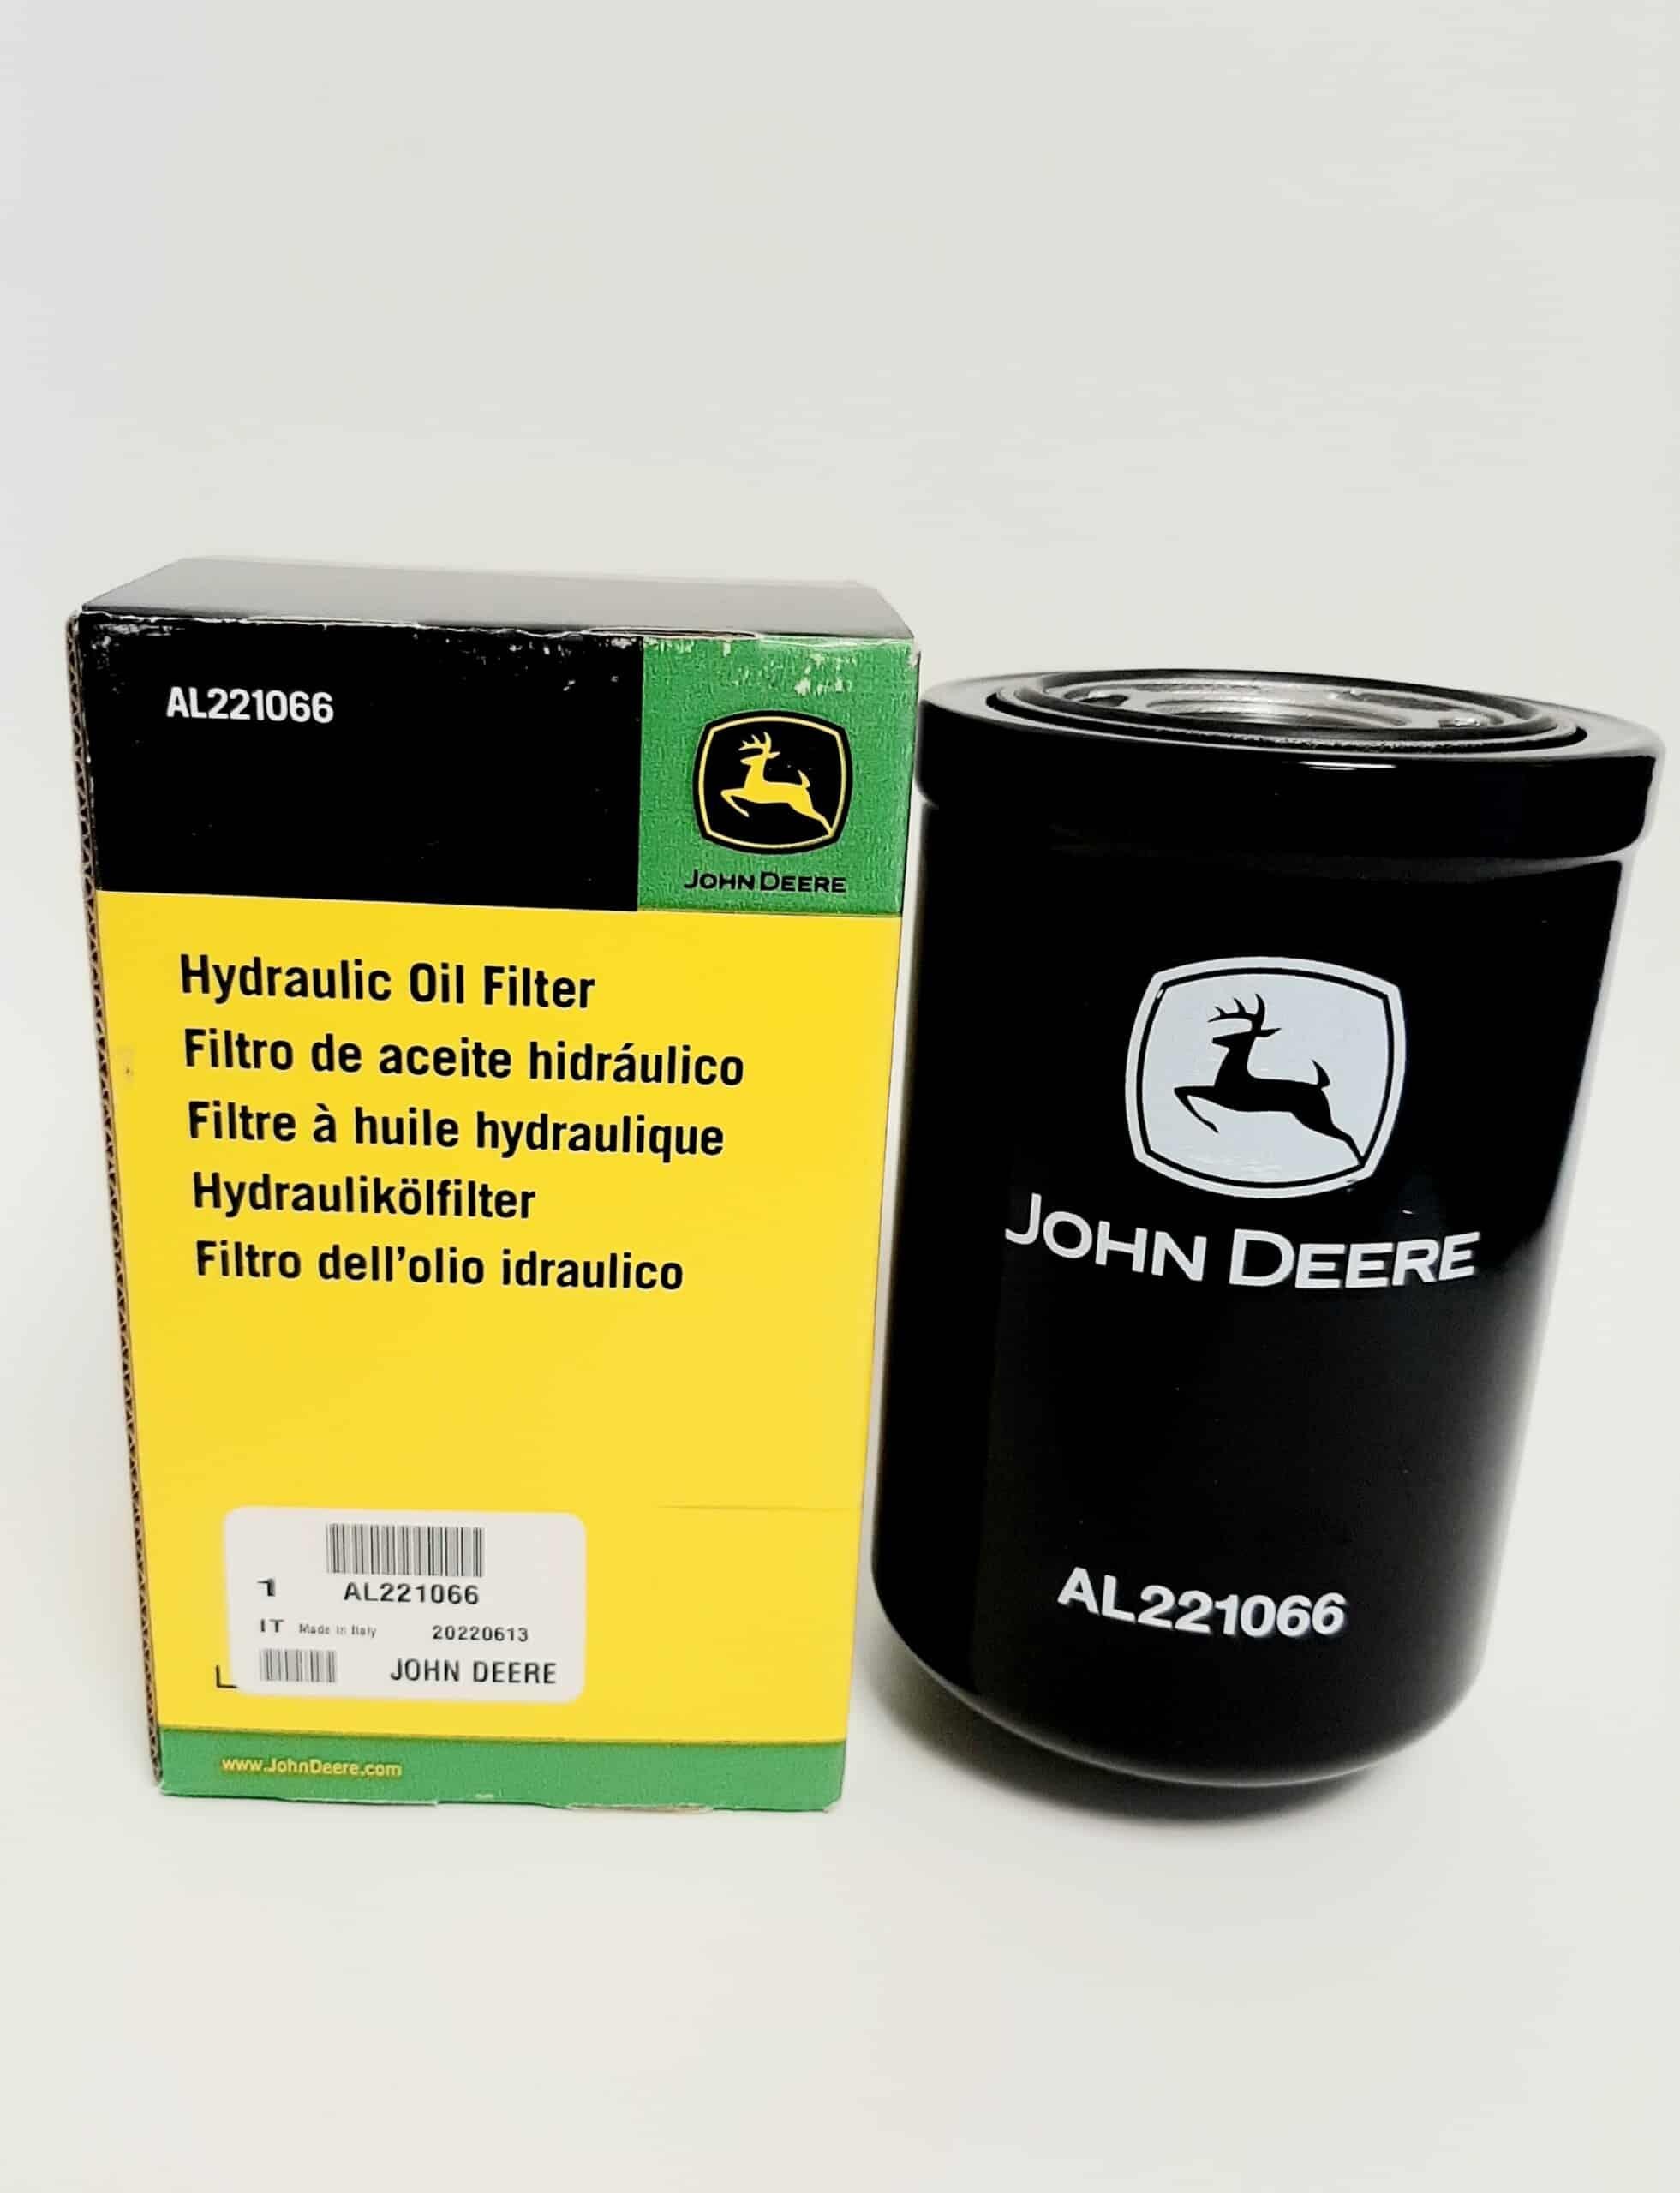 AL221066
JOHN DEERE
Hydraulic Oil Filter
Filtro de aceite hidráulico
Filtre à huile hydraulique
Hydraulikölfilter
Filtro dell'olio idraulico
1 AL221066
IT Made in Italy 20220613
JOHN DEERE
www.JohnDeere.com
JOHN DEERE
AL221066